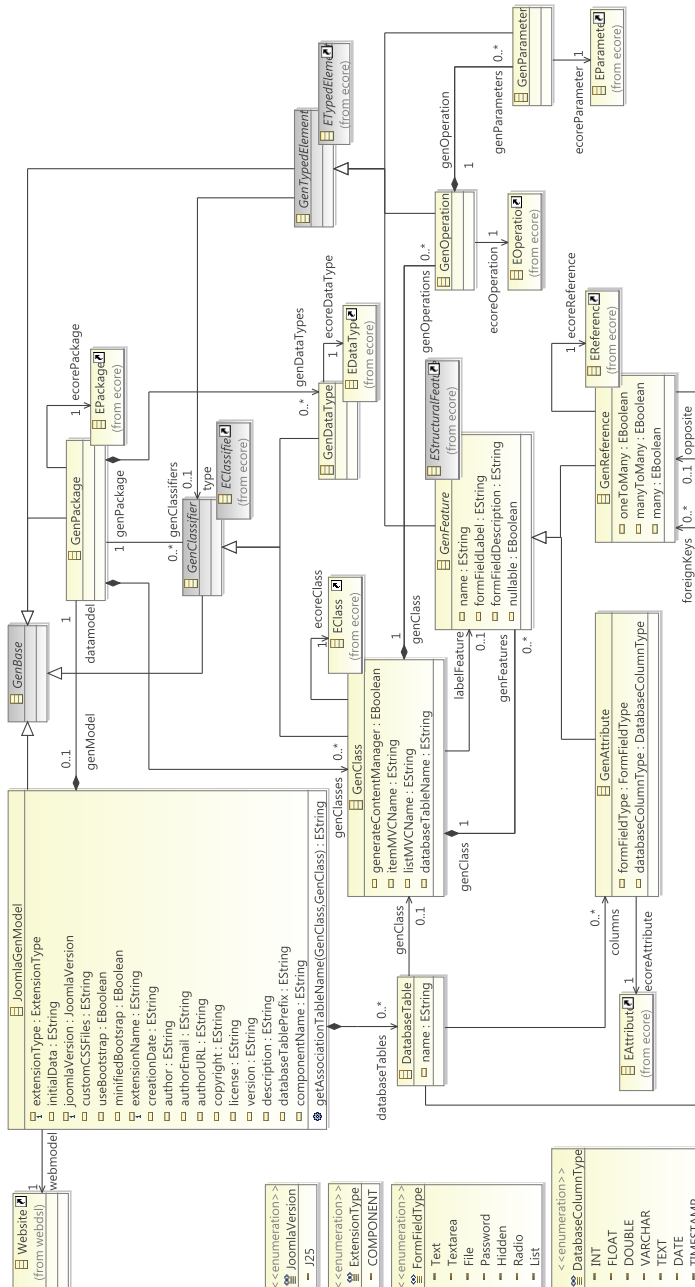 Website
(from webdsl)
1
webmodel
JoomlaGenModel
extensionType : ExtensionType
initialData : EString
joomlaVersion : JoomlaVersion
customCSSFiles : EString
useBootstrap : EBoolean
minifiedBootsrap : EBoolean
extensionName : EString
creationDate : EString
author : EString
authorEmail : EString
authorURL : EString
copyright : EString
license : EString
version : EString
description : EString
databaseTablePrefix : EString
componentName : EString
getAssociationTableName(GenClass,GenClass) : EString
0..1
genModel
1
datamodel
GenBase
GenPackage
1
ecorePackage
EPackage
(from ecore)
1
genPackage
0..*
genClassifiers
0..1
type
GenClassifier
EClassifie
(from ecore)
GenTypedElement
ETypedEleme
(from ecore)
genDataTypes
0..*
GenDataType
1
ecoreDataType
EDataType
(from ecore)
genClasses
0..*
GenClass
generateContentManager : EBoolean
itemMVCName : EString
listMVCName : EString
databaseTableName : EString
1
ecoreClass
EClass
(from ecore)
1
genClass
genOperations
0..*
GenOperation
ecoreOperation
1
EOperatio
(from ecore)
genOperation
1
genParameters
0..*
GenParameter
ecoreParameter
1
EParamete
(from ecore)
GenFeature
EStructuralFeatu
(from ecore)
name : EString
formFieldLabel : EString
formFieldDescription : EString
nullable : EBoolean
labelFeature
0..1
genFeatures
0..*
genClass
1
databaseTables
0..*
DatabaseTable
name : EString
genClass
0..1
0..*
columns
GenAttribute
formFieldType : FormFieldType
databaseColumnType : DatabaseColumnType
1
ecoreAttribute
EAttribut
(from ecore)
GenReference
oneToMany : EBoolean
manyToMany : EBoolean
many : EBoolean
1
ecoreReference
EReferenc
(from ecore)
foreignKeys
0..*
0..1
opposite
<<enumeration>>
JoomlaVersion
J25
<<enumeration>>
ExtensionType
COMPONENT
<<enumeration>>
FormFieldType
Text
Textarea
File
Password
Hidden
Radio
List
<<enumeration>>
DatabaseColumnType
INT
FLOAT
DOUBLE
VARCHAR
TEXT
DATE
TIMESTAMP